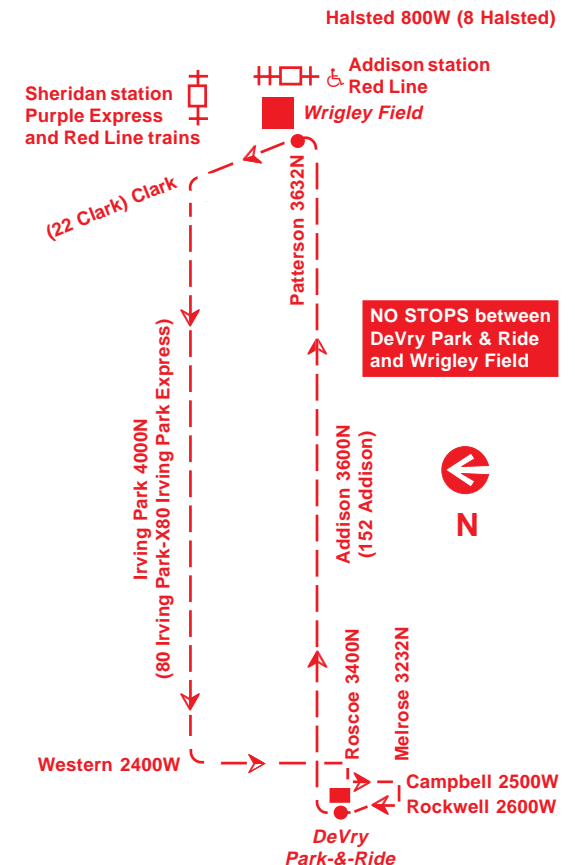 Halsted 800W (8 Halsted)
Addison station
Red Line
Sheridan station
Purple Express
and Red Line trains
Wrigley Field
(22 Clark) Clark
Patterson 3632N
NO STOPS between
DeVry Park & Ride
and Wrigley Field
Irving Park 4000N
(80 Irving Park-X80 Irving Park Express)
Addison 3600N
(152 Addison)
N
Roscoe 3400N
Melrose 3232N
Western 2400W
Campbell 2500W
Rockwell 2600W
DeVry
Park-&-Ride